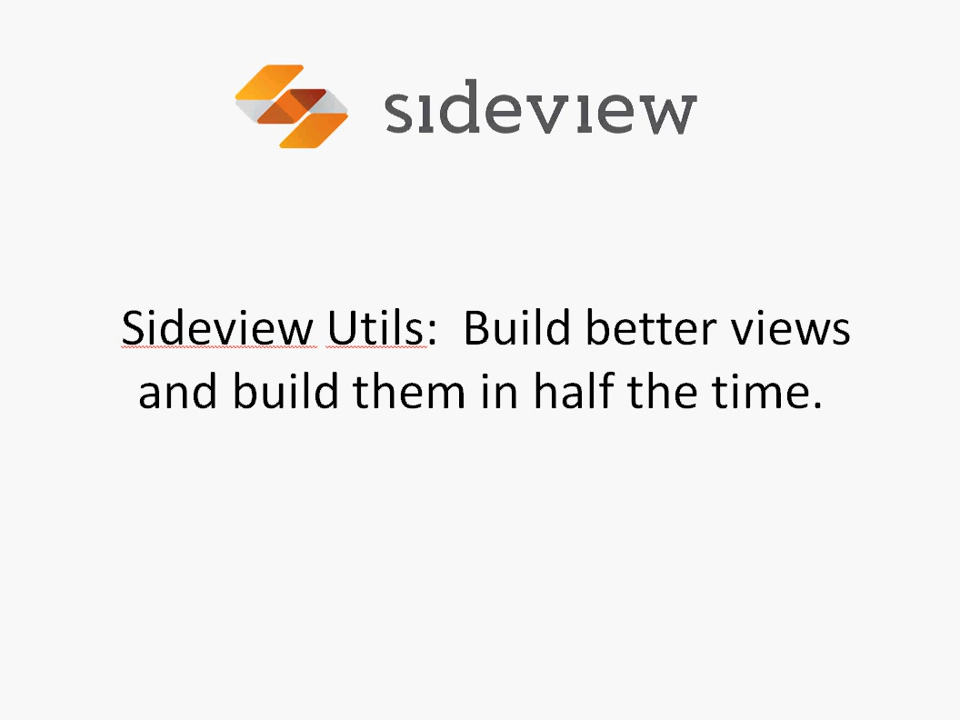 sideview
Sideview Utils:  Build better views
and build them in half the time.